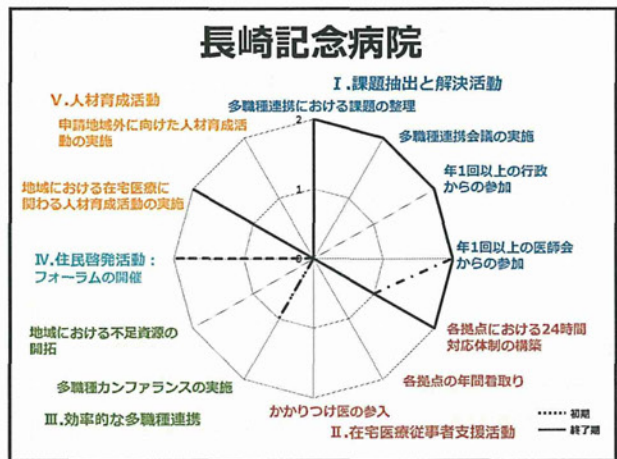 長崎記念病院
Ⅰ.課題抽出と解決活動
多職種連携における課題の整理
多職種連携会議の実施
年1回以上の行政
からの参加
年1回以上の医師会
からの参加
各拠点における24時間
対応体制の構築
各拠点の年間看取り
かかりつけ医の参入
Ⅱ.在宅医療従事者支援活動
Ⅲ.効率的な多職種連携
多職種カンファランスの実施
地域における不足資源の
開拓
Ⅳ.住民啓発活動：
フォーラムの開催
地域における在宅医療に
関わる人材育成活動の実施
申請地域外に向けた人材育成活
動の実施
Ⅴ.人材育成活動
2
1
0
初期
終了期